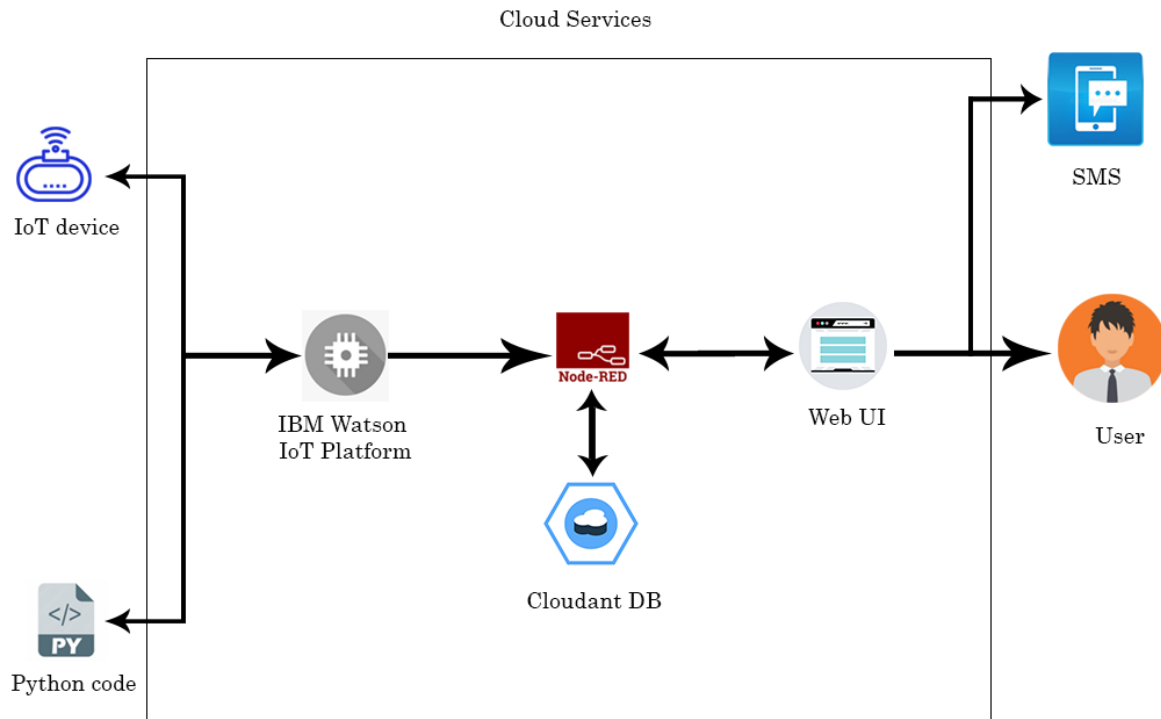 Cloud Services
SMS
IoT device
Node-RED
IBM Watson
IoT Platform
Web UI
User
Cloudant DB
</>
PY
Python code